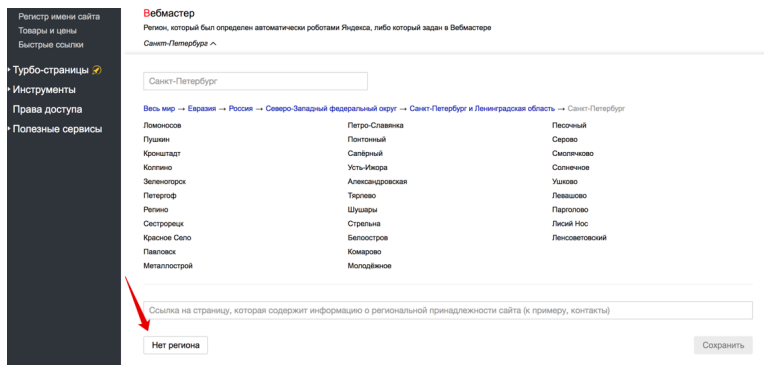 Регистр имени сайта
Товары и цены
Быстрые ссылки
Турбо-страницы
Инструменты
Права доступа
Полезные сервисы
Вебмастер
Регион, который был определен автоматически роботами Яндекса, либо который задан в Вебмастере
Санкт-Петербург
Санкт-Петербург
Весь мир → Евразия → Россия → Северо-Западный федеральный округ → Санкт-Петербург и Ленинградская область → Санкт-Петербург
Ломоносов Петро-Славянка Песочный
Пушкин Понтонный Серово
Кронштадт Сапёрный Смолячково
Колпино Усть-Ижора Солнечное
Зеленогорск Александровская Ушково
Петергоф Тярлево Левашово
Репино Шушары Парголово
Сестрорецк Стрельна Лисий Нос
Красное Село Белоостров Ленсоветовский
Павловск Комарово
Металлострой Молодёжное
Ссылка на страницу, которая содержит информацию о региональной принадлежности сайта (к примеру, контакты)
Нет региона Сохранить